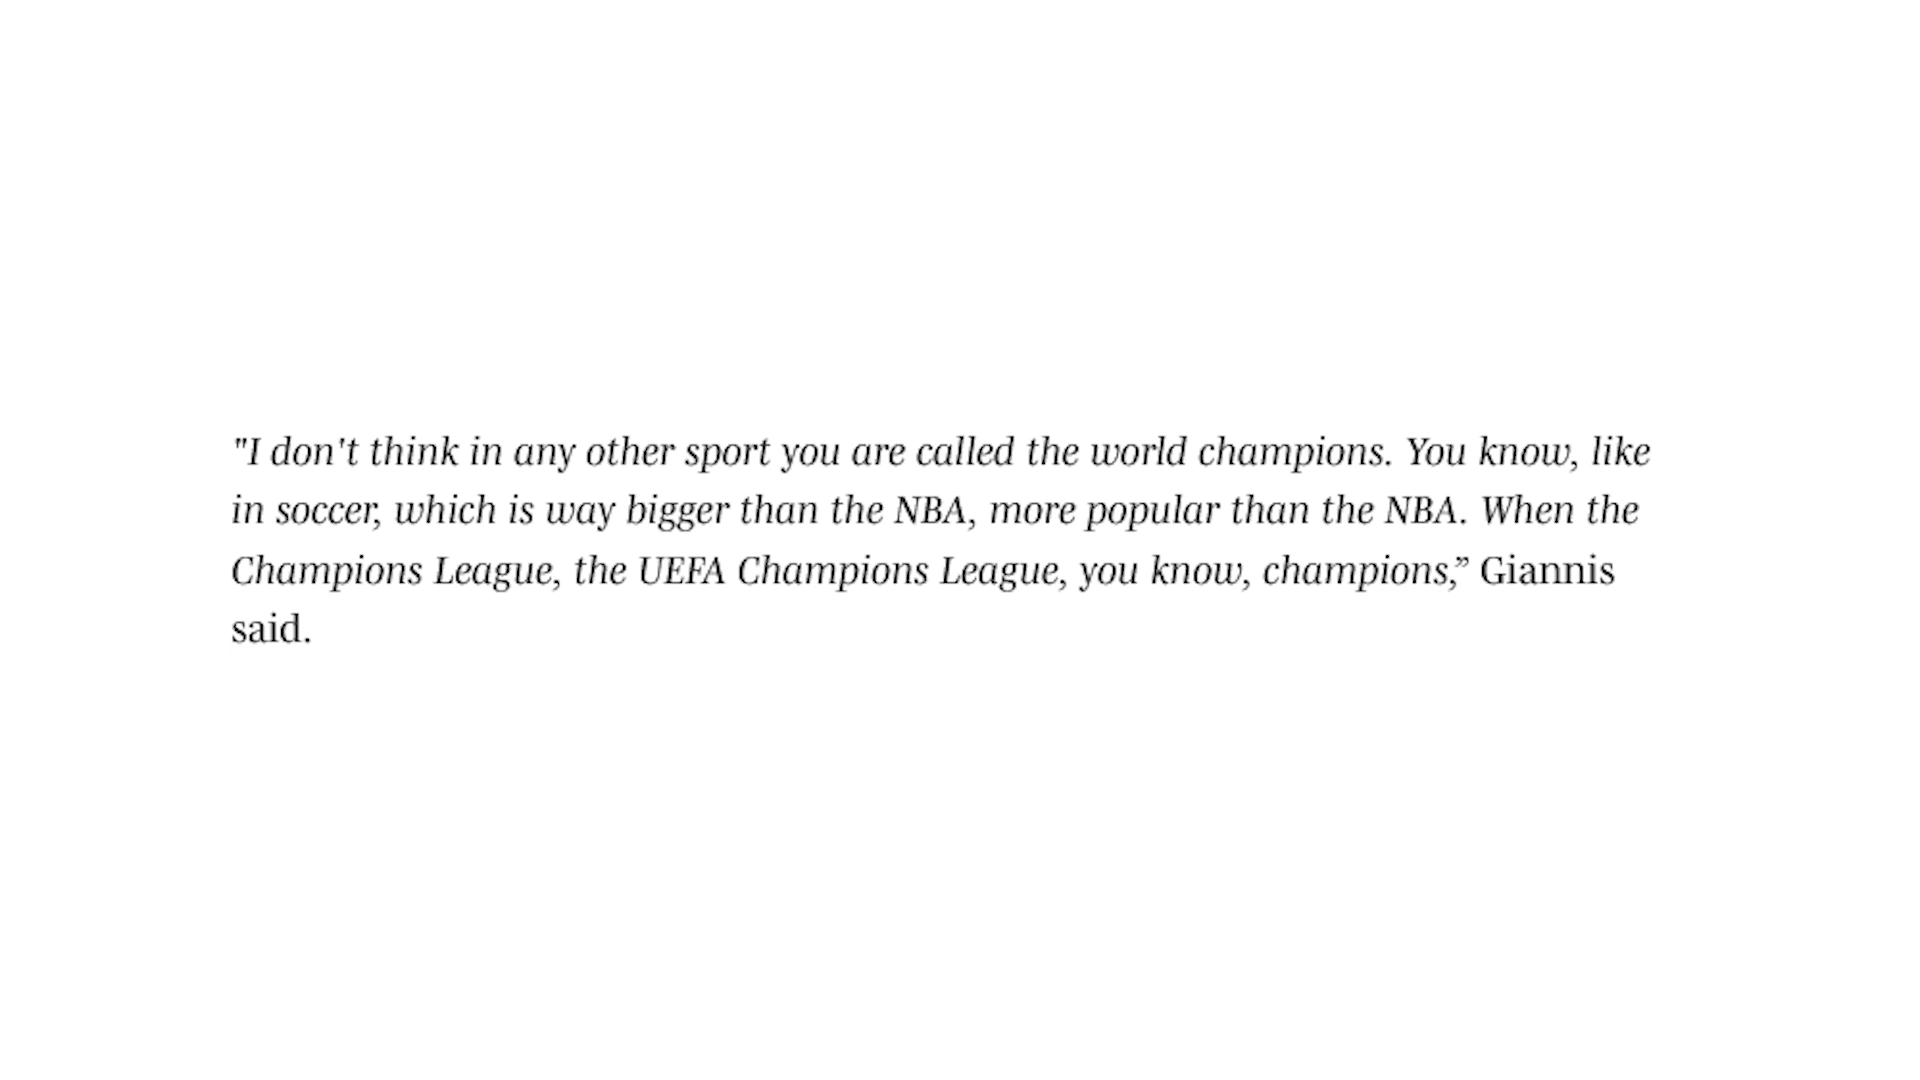 "I don't think in any other sport you are called the world champions. You know, like
in soccer, which is way bigger than the NBA, more popular than the NBA. When the
Champions League, the UEFA Champions League, you know, champions,” Giannis
said.